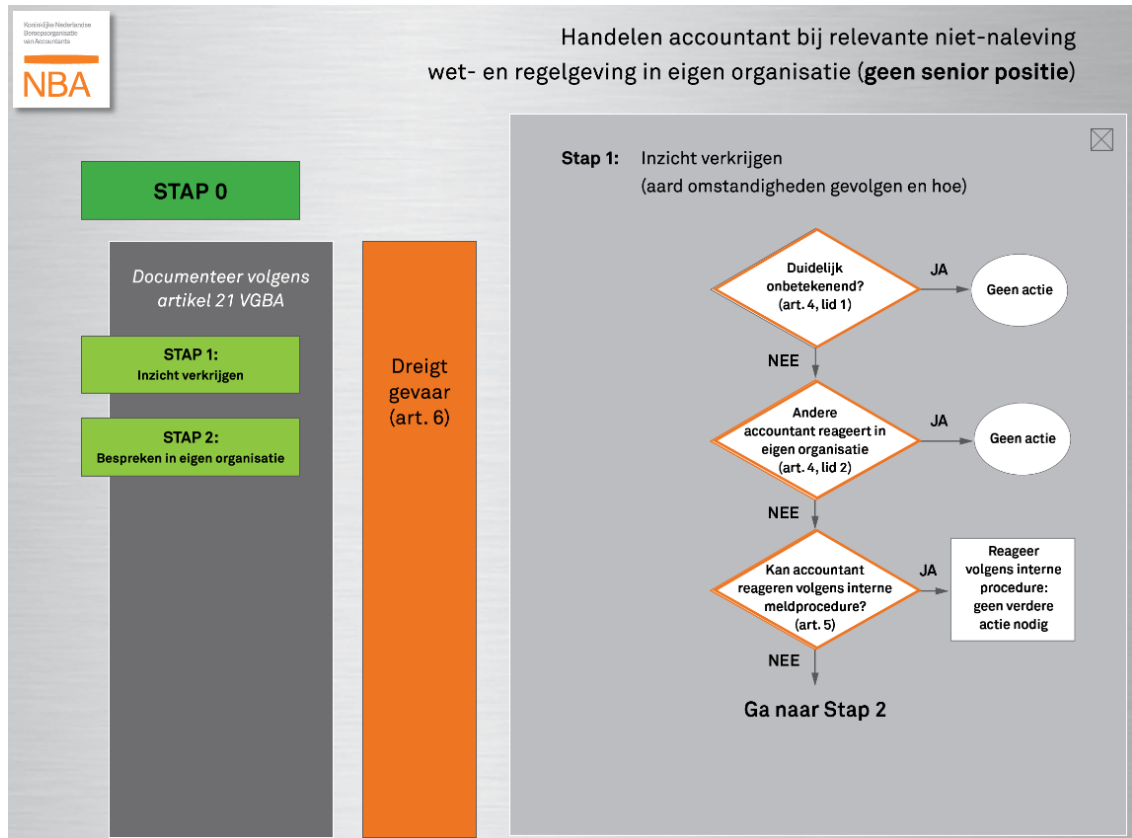 Koninklijke Nederlandse
Beroepsorganisatie
van Accountants
NBA
Handelen accountant bij relevante niet-naleving
wet- en regelgeving in eigen organisatie (geen senior positie)
STAP 0
Documenteer volgens
artikel 21 VGBA
STAP 1:
Inzicht verkrijgen
STAP 2:
Bespreken in eigen organisatie
Dreigt
gevaar
(art. 6)
Stap 1: Inzicht verkrijgen
(aard omstandigheden gevolgen en hoe)
Duidelijk
onbetekenend?
(art. 4, lid 1)
JA
Geen actie
NEE
Andere
accountant reageert in
eigen organisatie
(art. 4, lid 2)
JA
Geen actie
NEE
Kan accountant
reageren volgens interne
meldprocedure?
(art. 5)
JA
Reageer
volgens interne
procedure:
geen verdere
actie nodig
NEE
Ga naar Stap 2